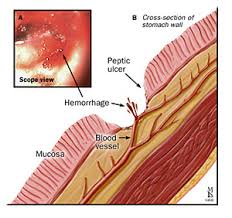 A
Scope view
B Cross-section of
stomach wall
Peptic
ulcer
Hemorrhage
Blood
vessel
Mucosa